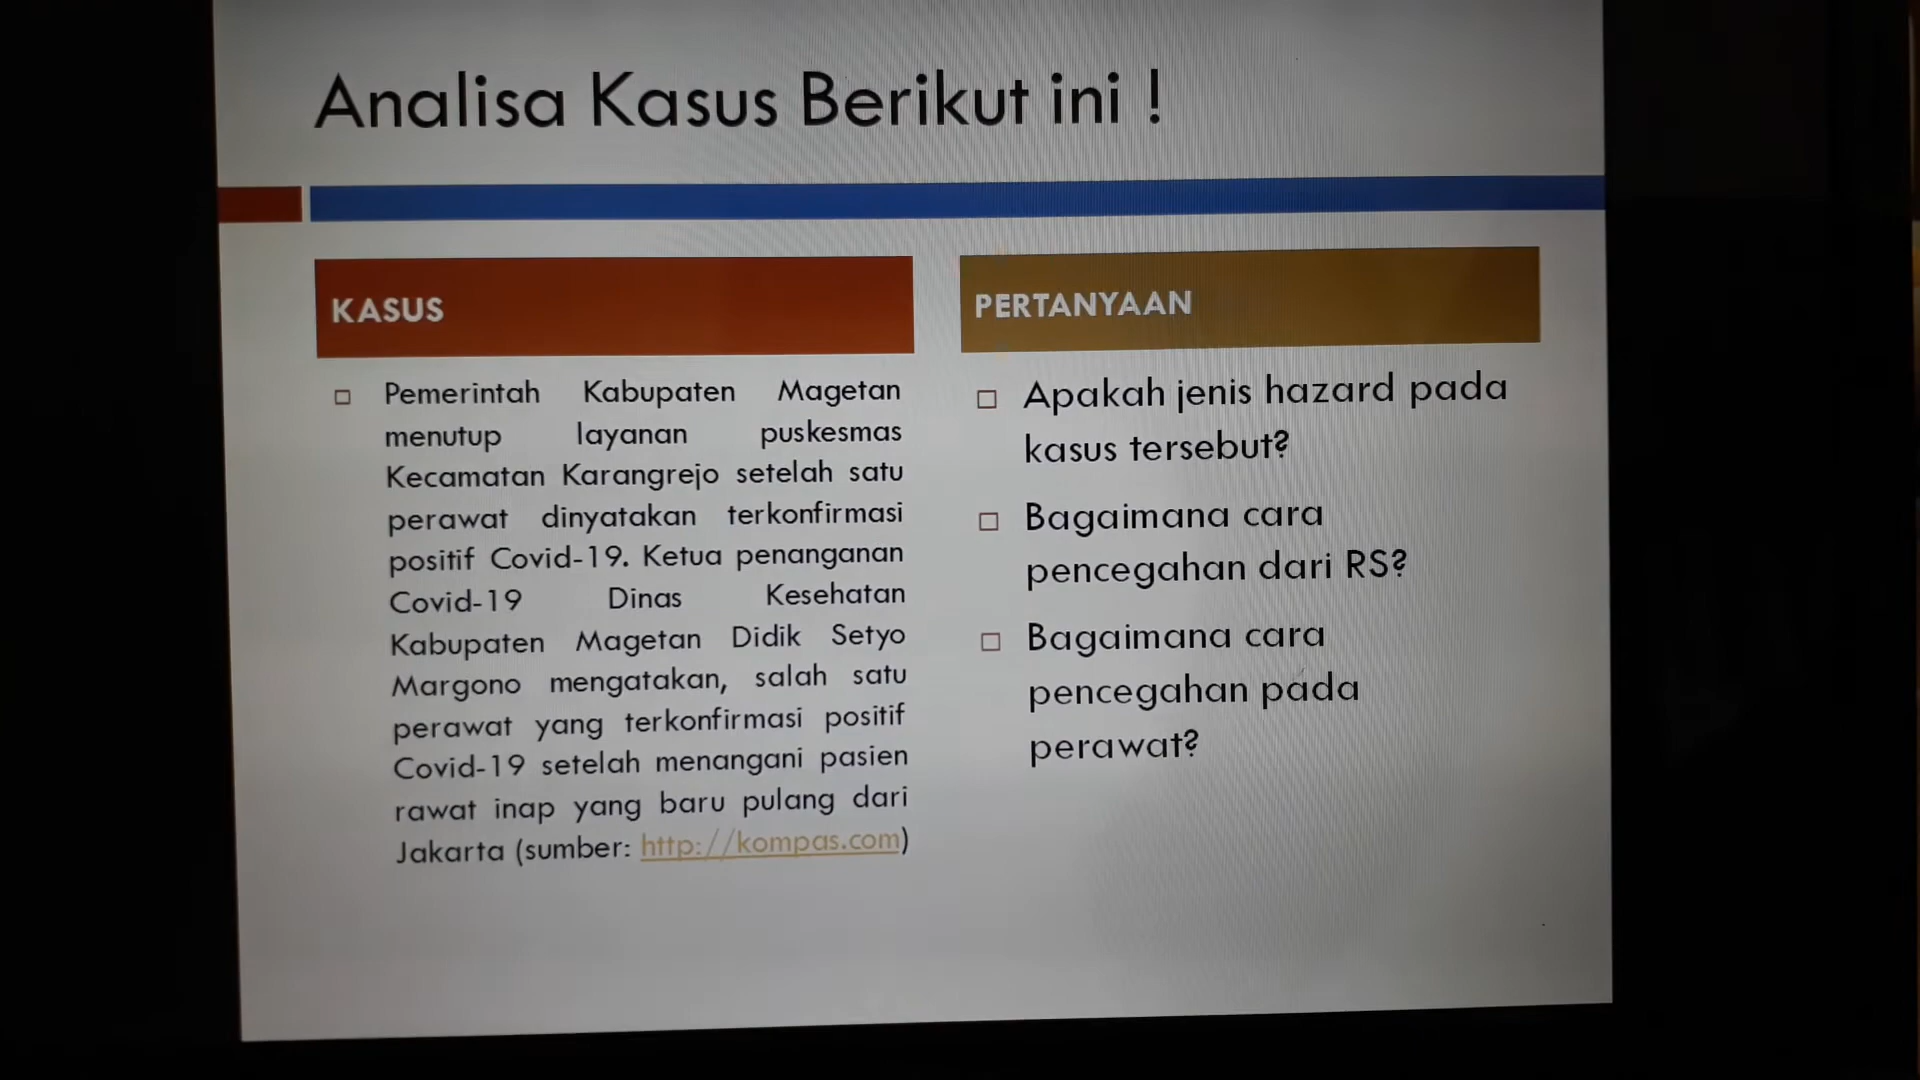 Analisa Kasus Berikut ini !
KASUS
Pemerintah Kabupaten Magetan
menutup layanan puskesmas
Kecamatan Karangrejo setelah satu
perawat dinyatakan terkonfirmasi
positif Covid-19. Ketua penanganan
Covid-19 Dinas Kesehatan
Kabupaten Magetan Didik Setyo
Margono mengatakan, salah satu
perawat yang terkonfirmasi positif
Covid-19 setelah menangani pasien
rawat inap yang baru pulang dari
Jakarta (sumber: http://kompas.com)
PERTANYAAN
Apakah jenis hazard pada
kasus tersebut?
Bagaimana cara
pencegahan dari RS?
Bagaimana cara
pencegahan pada
perawat?